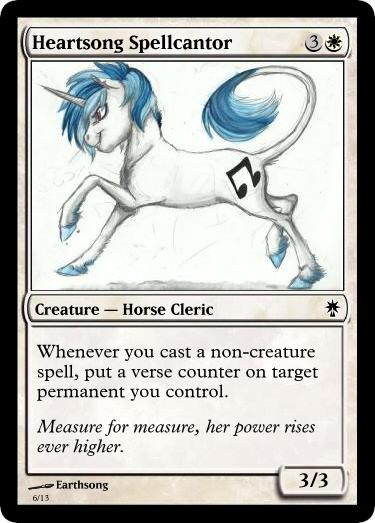 Heartsong Spellcantor 3
Creature — Horse Cleric
Whenever you cast a non-creature
spell, put a verse counter on target
permanent you control.
Measure for measure, her power rises
ever higher.
3/3
Earthsong
6/13